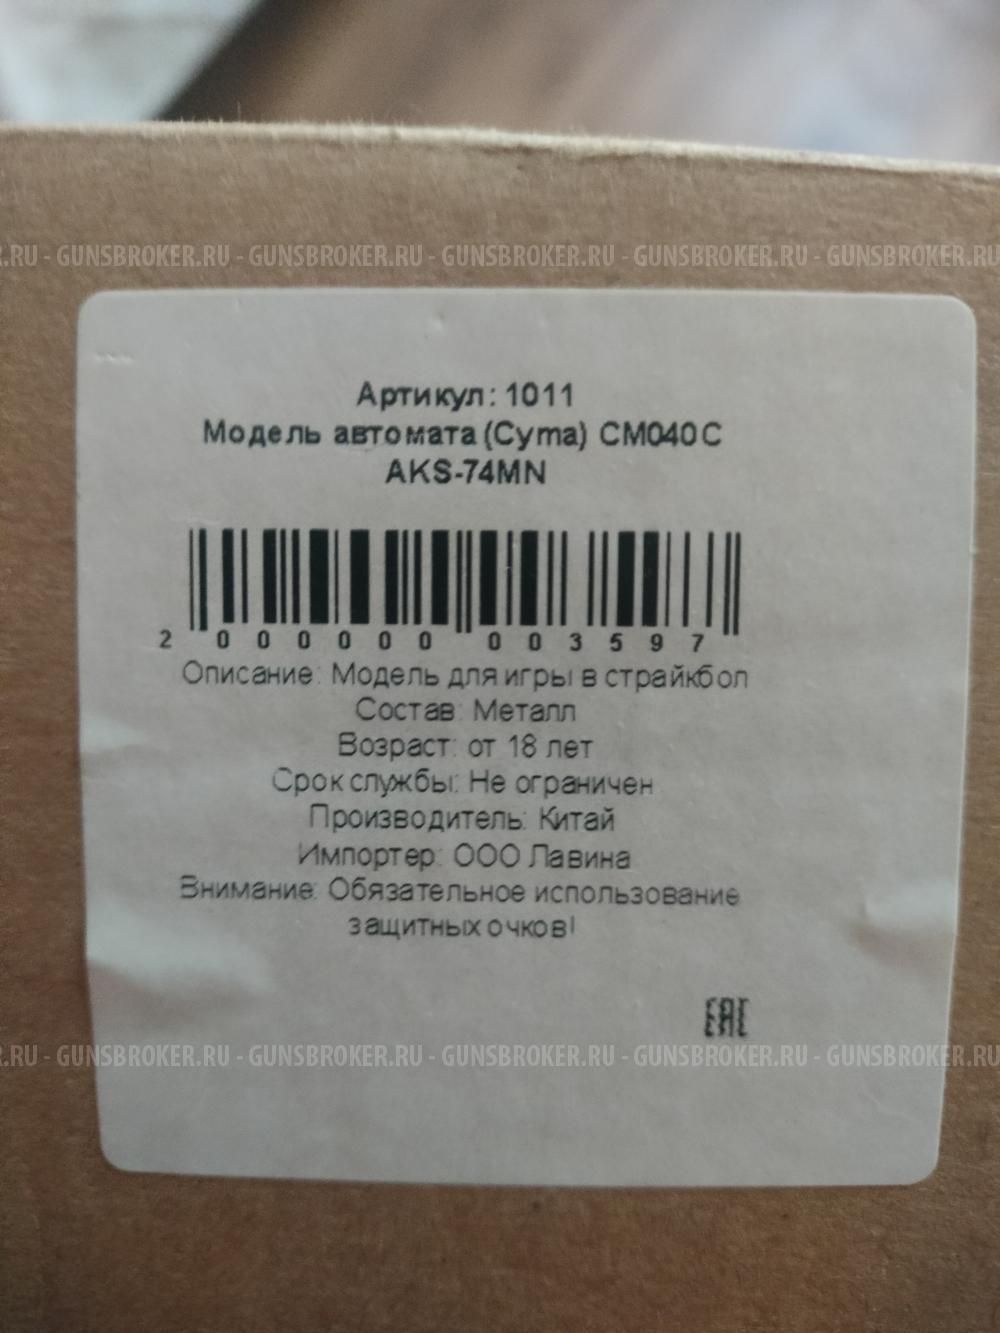 .RU - GUNSBROKER.RU - GUNSBROKER.RU - GUNSBROKER.RU - GUNSBROKER.RU - GUNSBROKER.RU
Артикул: 1011
Модель автомата (Cyma) CM040C
AKS-74MN
2 000000 003597
Описание: Модель для игры в страйкбол
Состав: Металл
Возраст: от 18 лет
Срок службы: Не ограничен
Производитель: Китай
Импортер: ООО Лавина
Внимание: Обязательное использование
защитных очков!
EAC
.RU - GUNSBROKER.RU - GUNSBROKER.RU - GUNSBROKER.RU - GUNSBROKER.RU - GUNSBROKER.RU